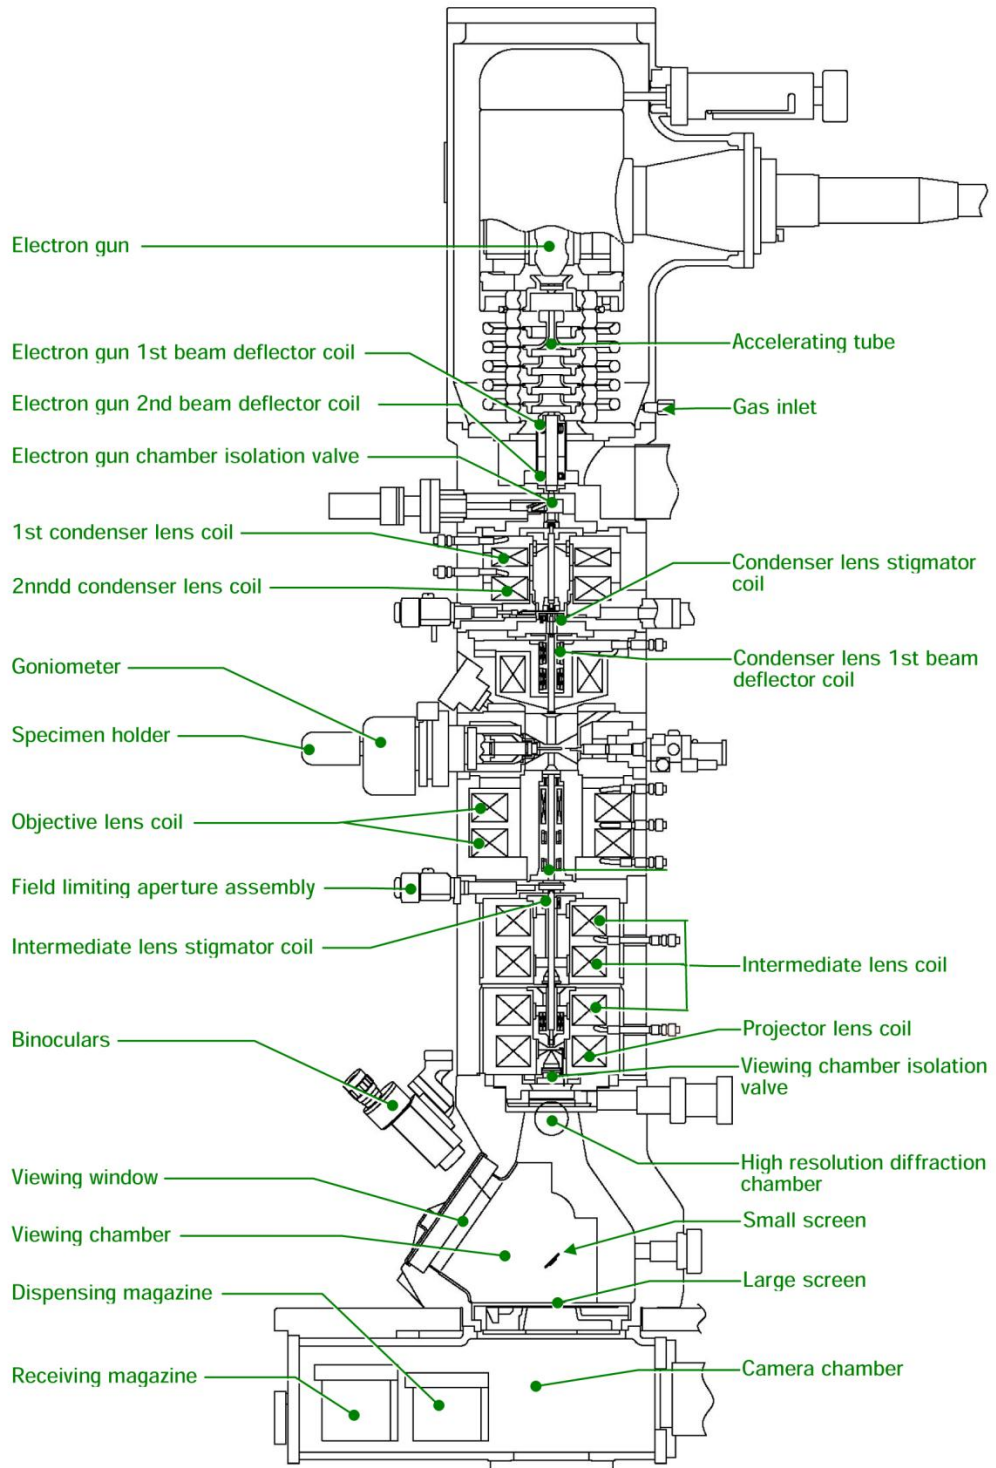 Electron gun
Electron gun 1st beam deflector coil
Electron gun 2nd beam deflector coil
Electron gun chamber isolation valve
1st condenser lens coil
2nndd condenser lens coil
Goniometer
Specimen holder
Objective lens coil
Field limiting aperture assembly
Intermediate lens stigmator coil
Binoculars
Viewing window
Viewing chamber
Dispensing magazine
Receiving magazine
Accelerating tube
Gas inlet
Condenser lens stigmator
coil
Condenser lens 1st beam
deflector coil
Intermediate lens coil
Projector lens coil
Viewing chamber isolation
valve
High resolution diffraction
chamber
Small screen
Large screen
Camera chamber